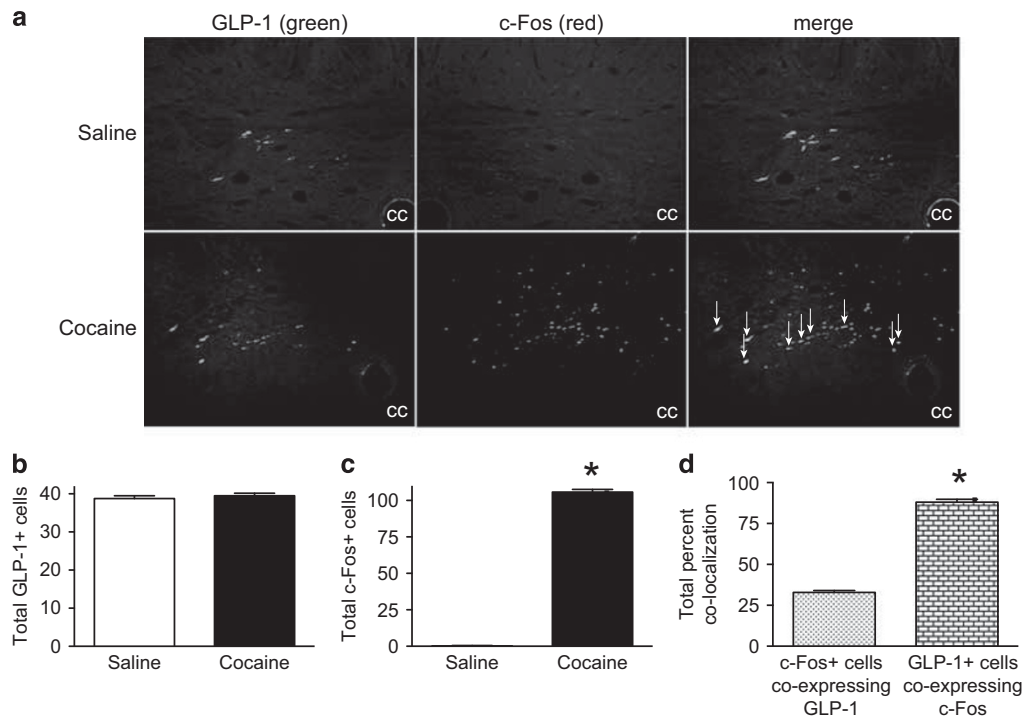 a
GLP-1 (green) c-Fos (red) merge
Saline
CC CC CC
Cocaine
CC CC CC
b
Total GLP-1+ cells
40
30
20
10
0
Saline Cocaine
c
Total c-Fos+ cells
100
75
50
25
0
*
Saline Cocaine
d
Total percent
co-localization
100
75
50
25
0
*
c-Fos+ cells
co-expressing
GLP-1
GLP-1+ cells
co-expressing
c-Fos